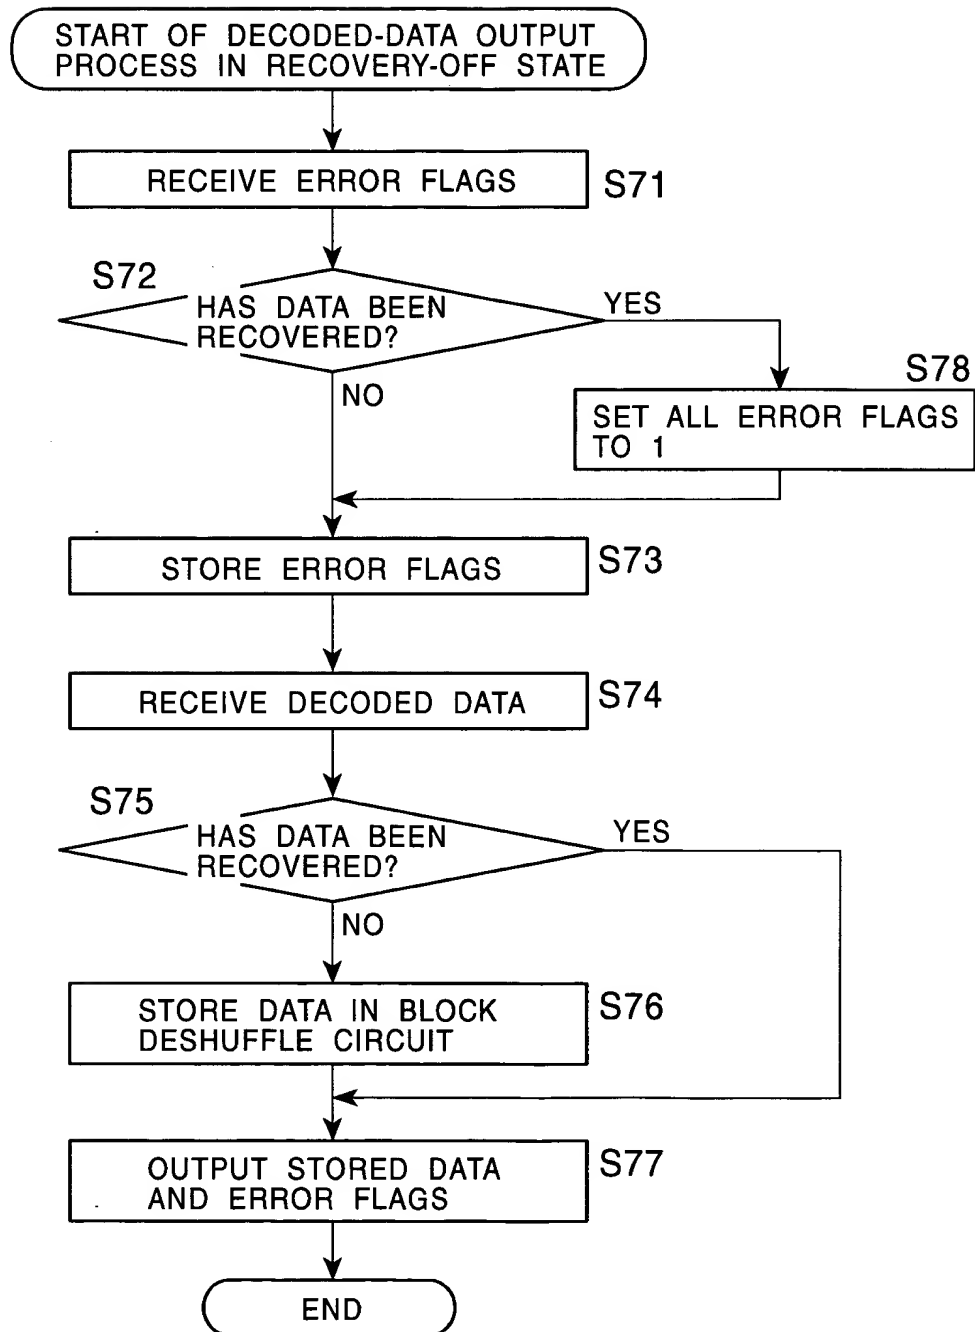 START OF DECODED-DATA OUTPUT
PROCESS IN RECOVERY-OFF STATE
RECEIVE ERROR FLAGS
S71
S72
HAS DATA BEEN
RECOVERED?
YES
NO
S78
SET ALL ERROR FLAGS
TO 1
STORE ERROR FLAGS
S73
RECEIVE DECODED DATA
S74
S75
HAS DATA BEEN
RECOVERED?
YES
NO
STORE DATA IN BLOCK
DESHUFFLE CIRCUIT
S76
OUTPUT STORED DATA
AND ERROR FLAGS
S77
END